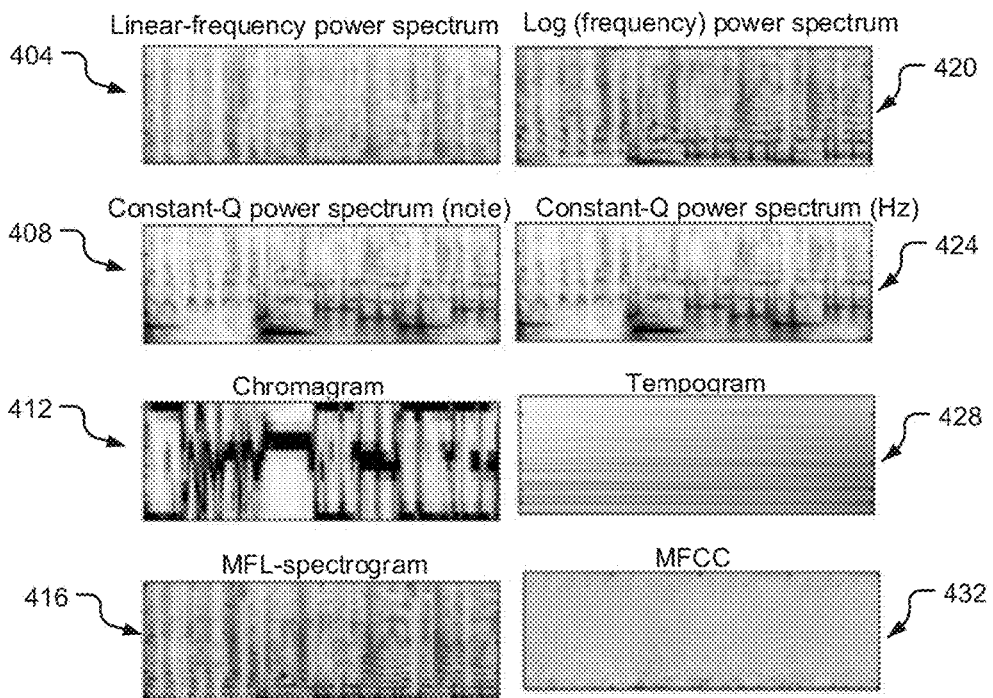 Linear-frequency power spectrum
Log (frequency) power spectrum
404
420
Constant-Q power spectrum (note)
Constant-Q power spectrum (Hz)
408
424
Chromagram
Tempogram
412
428
MFL-spectrogram
MFCC
416
432